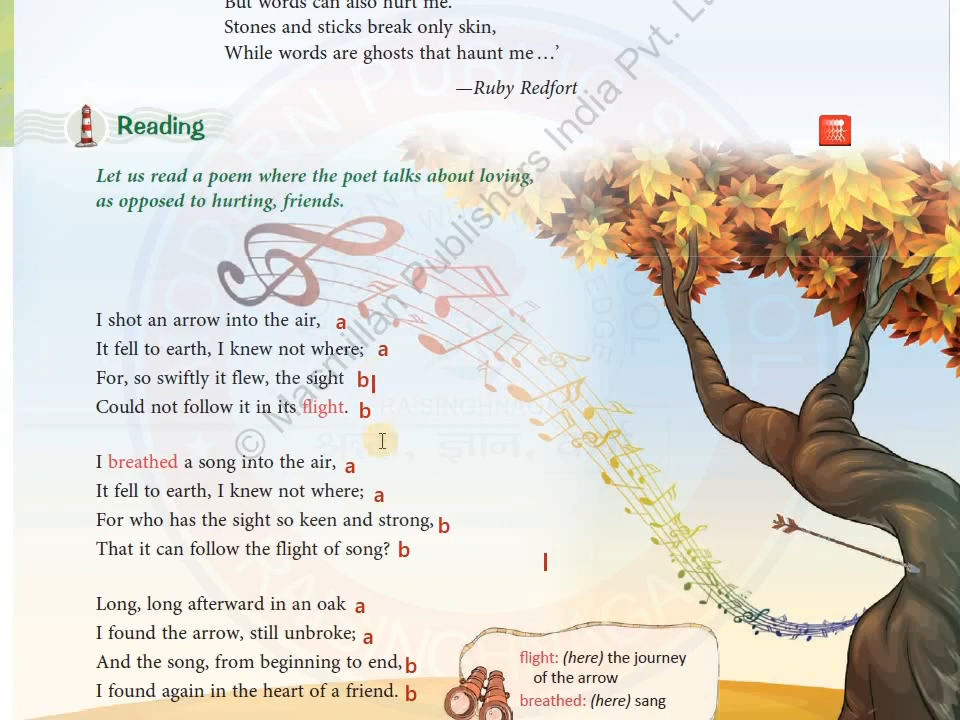 But words can also hurt me.
Stones and sticks break only skin,
While words are ghosts that haunt me…’
—Ruby Redfort
Reading
Let us read a poem where the poet talks about loving,
as opposed to hurting, friends.
© Macmillan Publishers India Pvt.
I shot an arrow into the air, a
It fell to earth, I knew not where; a
For, so swiftly it flew, the sight b
Could not follow it in its flight. b
I breathed a song into the air, a
It fell to earth, I knew not where; a
For who has the sight so keen and strong, b
That it can follow the flight of song? b
Long, long afterward in an oak a
I found the arrow, still unbroke; a
And the song, from beginning to end, b
I found again in the heart of a friend. b
flight: (here) the journey
of the arrow
breathed: (here) sang